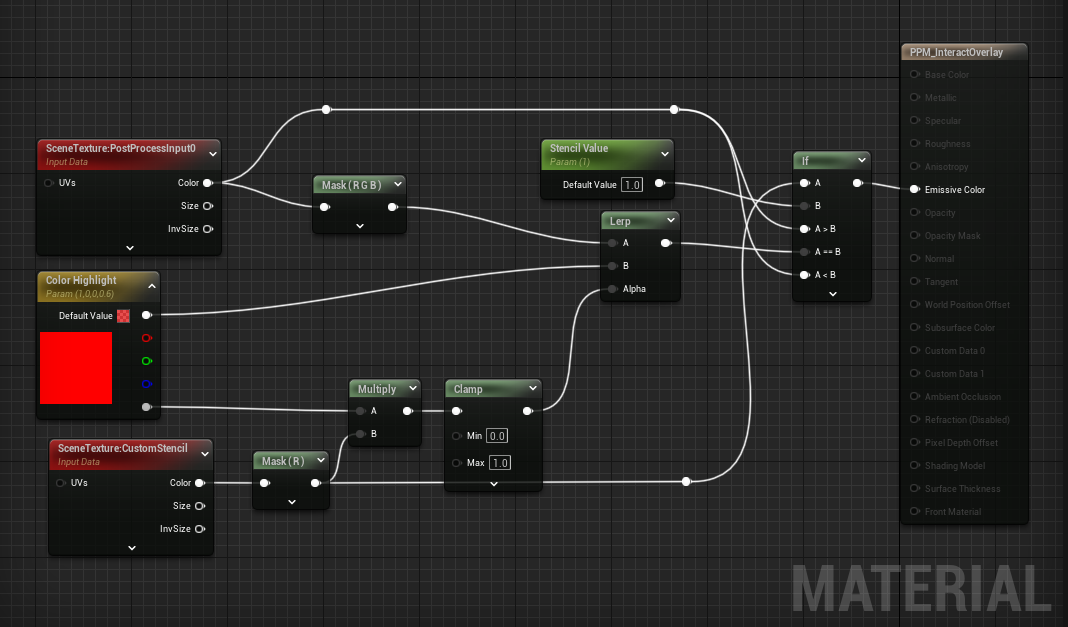 SceneTexture:PostProcessInput0
Input Data
UVs
Color
Size
InvSize
Color Highlight
Param (1,0,0,0.6)
Default Value
SceneTexture:CustomStencil
Input Data
UVs
Color
Size
InvSize
Mask ( R G B )
Mask ( R )
Multiply
A
B
Clamp
Min 0.0
Max 1.0
Stencil Value
Param (1)
Default Value 1.0
Lerp
A
B
Alpha
If
A
B
A > B
A == B
A < B
PPM_InteractOverlay
Base Color
Metallic
Specular
Roughness
Anisotropy
Emissive Color
Opacity
Opacity Mask
Normal
Tangent
World Position Offset
Subsurface Color
Custom Data 0
Custom Data 1
Ambient Occlusion
Refraction (Disabled)
Pixel Depth Offset
Shading Model
Surface Thickness
Front Material
MATERIAL